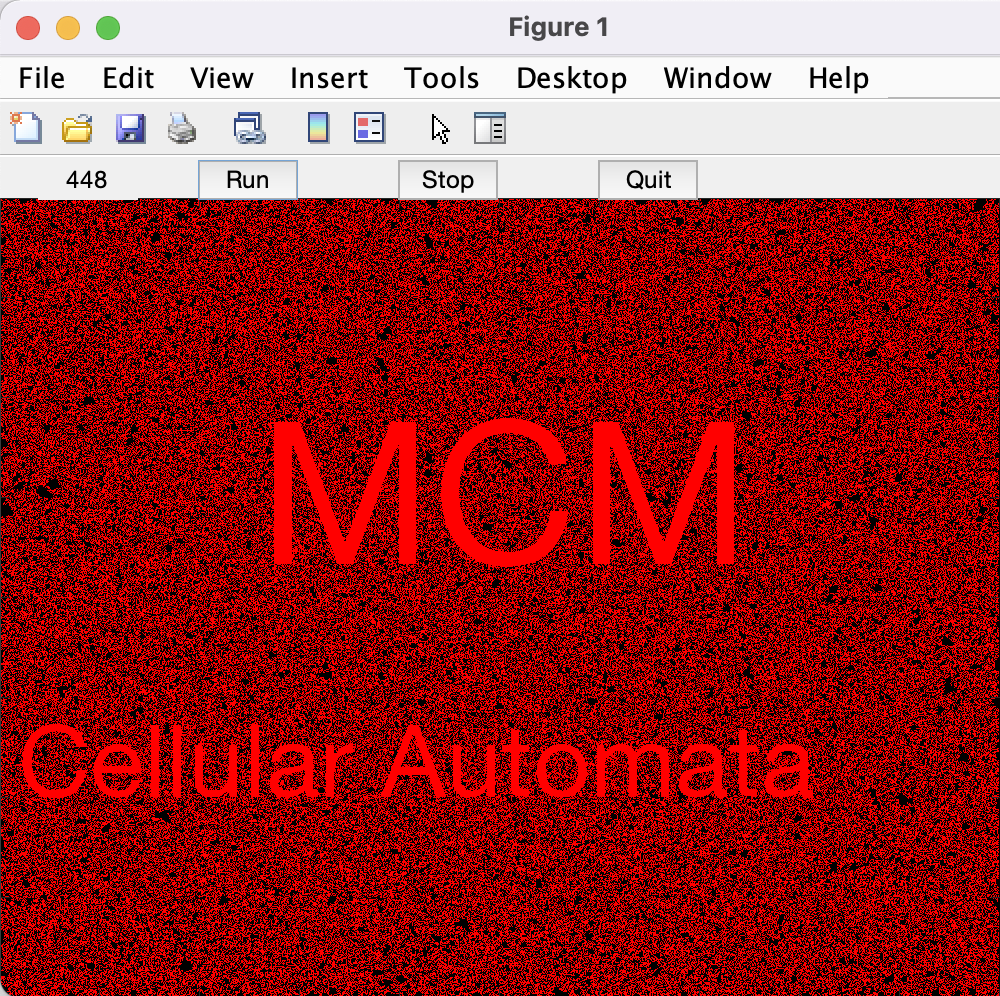 Figure 1
File Edit View Insert Tools Desktop Window Help
448 Run Stop Quit
MCM
Cellular Automata